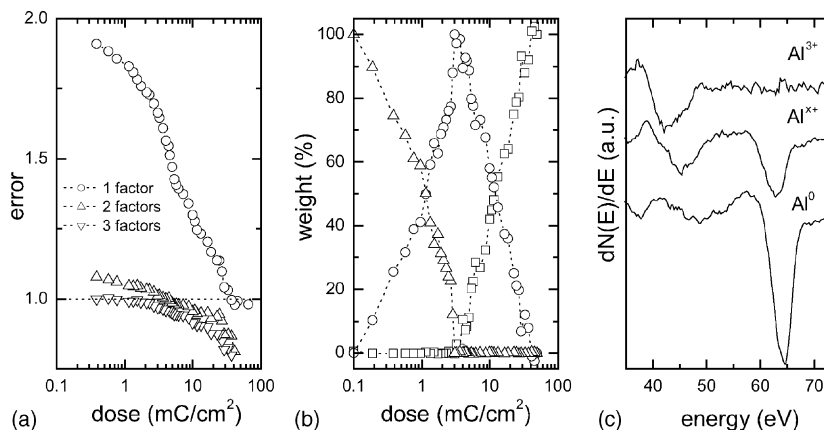 2.0
1.5
1.0
error
1 factor
2 factors
3 factors
0.1 1 10 100
(a) dose (mC/cm²)
100
80
60
40
20
0
weight (%)
0.1 1 10 100
(b) dose (mC/cm²)
Al³⁺
Alˣ⁺
Al⁰
dN(E)/dE (a.u.)
40 50 60 70
(c) energy (eV)